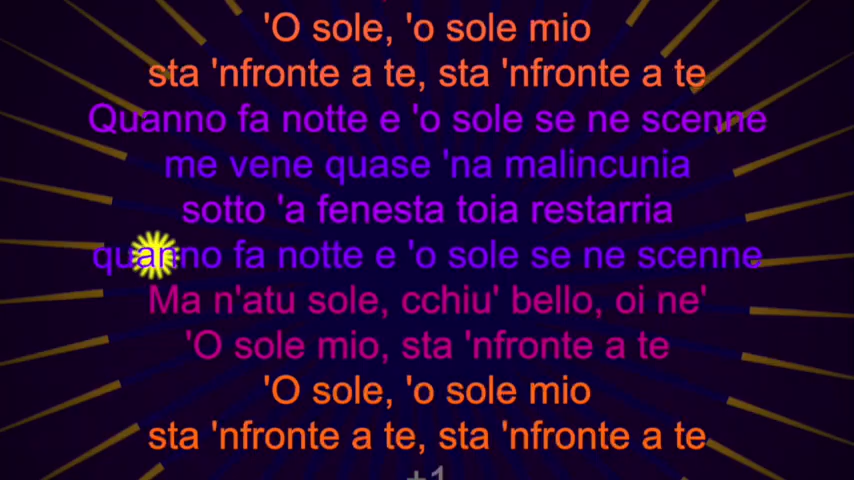 'O sole, 'o sole mio
sta 'nfronte a te, sta 'nfronte a te
Quanno fa notte e 'o sole se ne scenne
me vene quase 'na malincunia
sotto 'a fenesta toia restarria
quanno fa notte e 'o sole se ne scenne
Ma n'atu sole, cchiu' bello, oi ne'
'O sole mio, sta 'nfronte a te
'O sole, 'o sole mio
sta 'nfronte a te, sta 'nfronte a te
+1